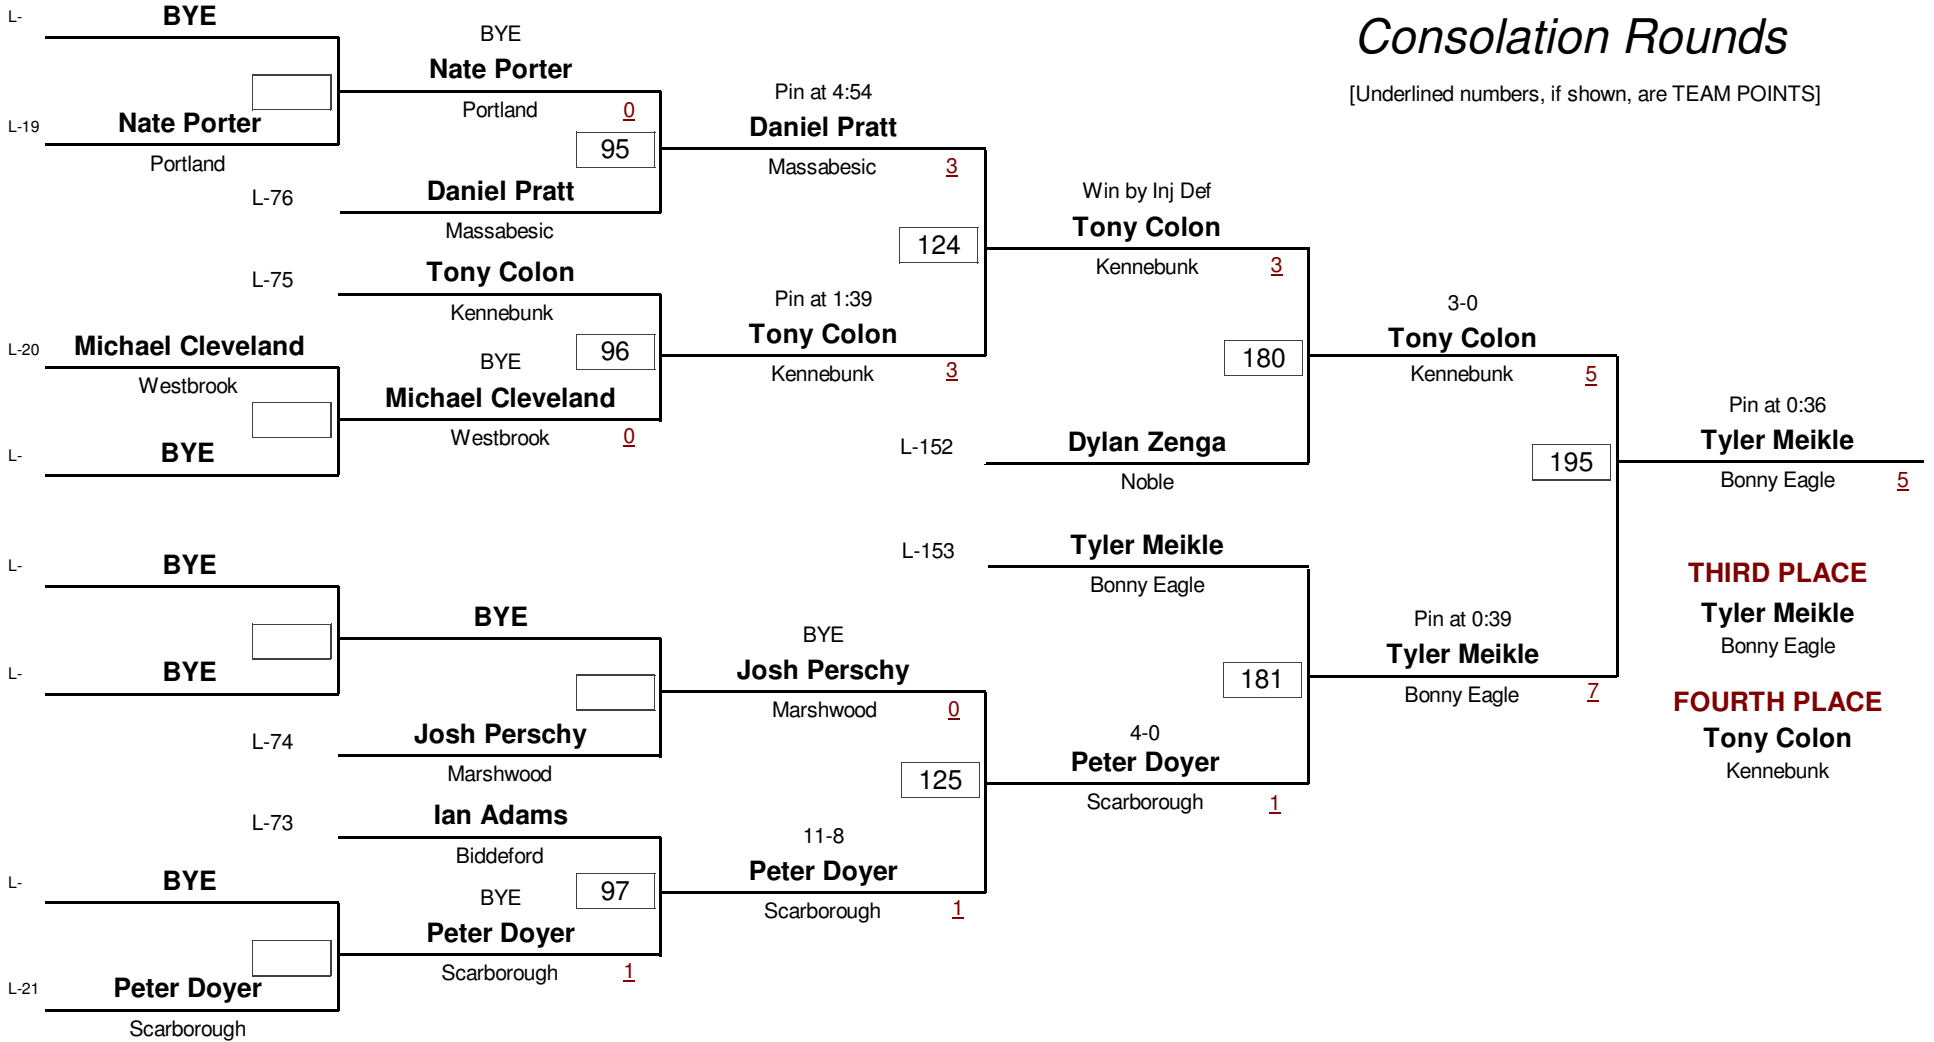 Consolation Rounds
[Underlined numbers, if shown, are TEAM POINTS]
L-
BYE
L-19
Nate Porter
Portland
L-20
Michael Cleveland
Westbrook
L-
BYE
L-
BYE
L-
BYE
L-
BYE
L-21
Peter Doyer
Scarborough
BYE
Nate Porter
Portland 0
95
L-76
Daniel Pratt
Massabesic
L-75
Tony Colon
Kennebunk
96
BYE
Michael Cleveland
Westbrook 0
BYE
L-74
Josh Perschy
Marshwood
L-73
Ian Adams
Biddeford
97
BYE
Peter Doyer
Scarborough 1
Pin at 4:54
Daniel Pratt
Massabesic 3
124
Pin at 1:39
Tony Colon
Kennebunk 3
BYE
Josh Perschy
Marshwood 0
125
11-8
Peter Doyer
Scarborough 1
Win by Inj Def
Tony Colon
Kennebunk 3
180
L-152
Dylan Zenga
Noble
L-153
Tyler Meikle
Bonny Eagle
181
4-0
Peter Doyer
Scarborough 1
3-0
Tony Colon
Kennebunk 5
195
Pin at 0:39
Tyler Meikle
Bonny Eagle 7
Pin at 0:36
Tyler Meikle
Bonny Eagle 5
THIRD PLACE
Tyler Meikle
Bonny Eagle
FOURTH PLACE
Tony Colon
Kennebunk